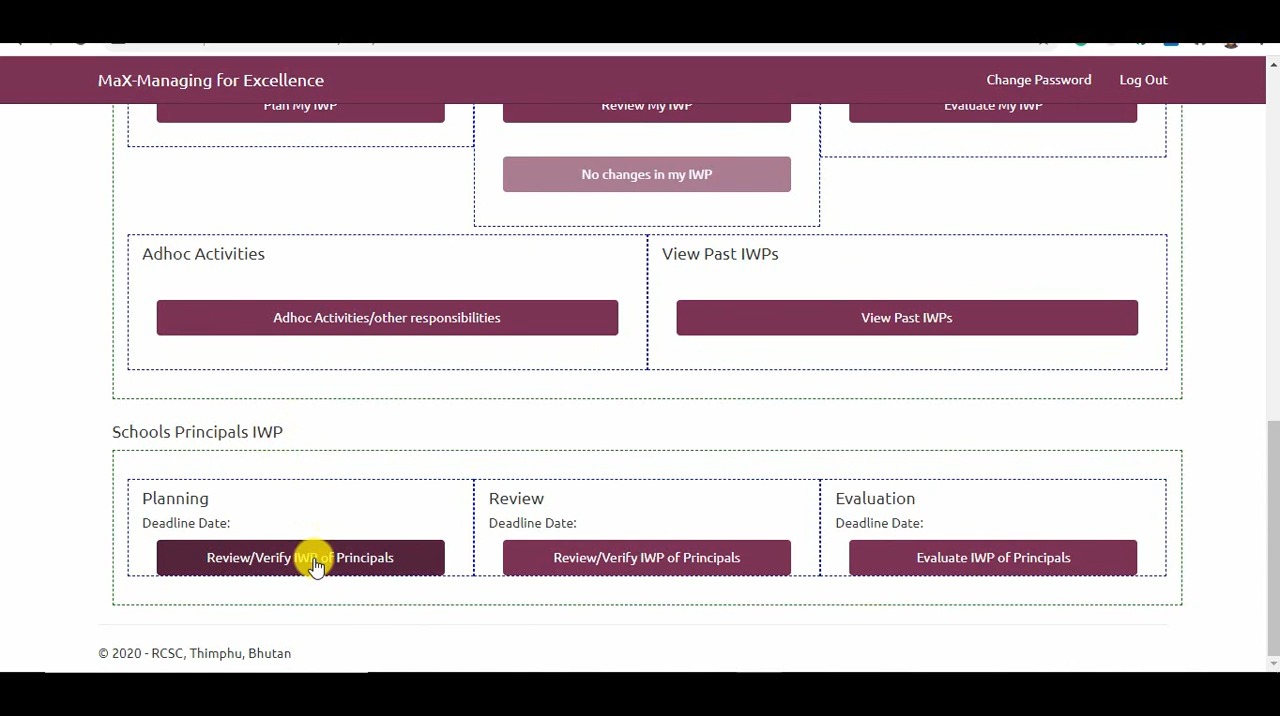 MaX-Managing for Excellence
Change Password
Log Out
Plan My IWP
Review My IWP
Evaluate My IWP
No changes in my IWP
Adhoc Activities
View Past IWPs
Adhoc Activities/other responsibilities
View Past IWPs
Schools Principals IWP
Planning
Deadline Date:
Review/Verify IWP of Principals
Review
Deadline Date:
Review/Verify IWP of Principals
Evaluation
Deadline Date:
Evaluate IWP of Principals
© 2020 - RCSC, Thimphu, Bhutan